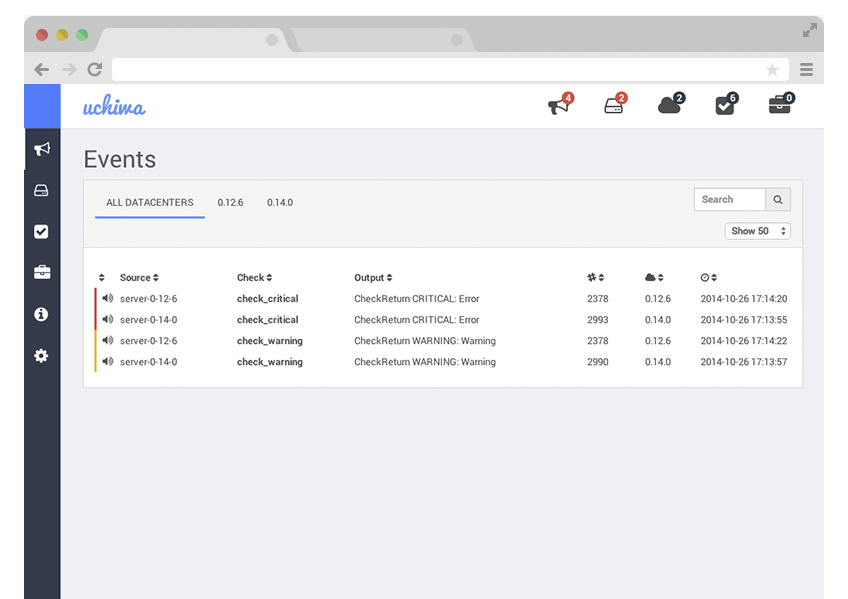 uchiwa 4 2 2 6 0
Events
ALL DATACENTERS 0.12.6 0.14.0 Search
Show 50
Source Check Output
server-0-12-6 check_critical CheckReturn CRITICAL: Error 2378 0.12.6 2014-10-26 17:14:20
server-0-14-0 check_critical CheckReturn CRITICAL: Error 2993 0.14.0 2014-10-26 17:13:55
server-0-12-6 check_warning CheckReturn WARNING: Warning 2378 0.12.6 2014-10-26 17:14:22
server-0-14-0 check_warning CheckReturn WARNING: Warning 2990 0.14.0 2014-10-26 17:13:57